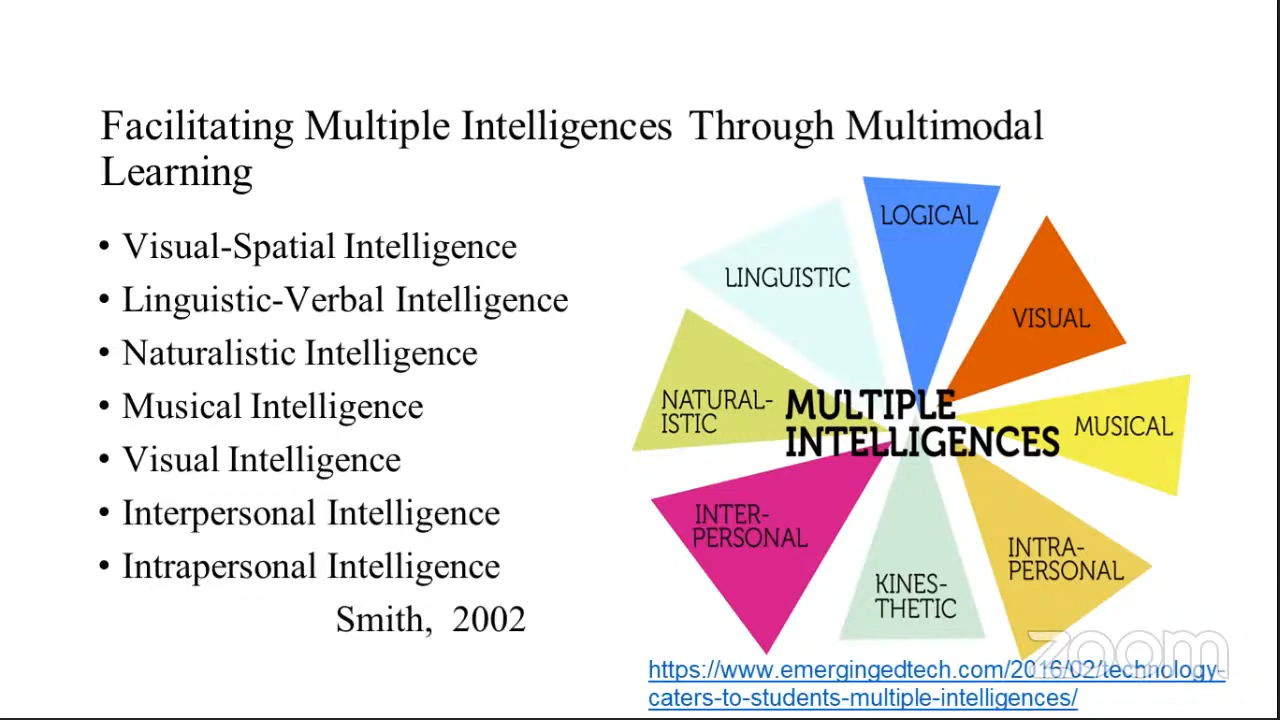 Facilitating Multiple Intelligences Through Multimodal
Learning
• Visual-Spatial Intelligence
• Linguistic-Verbal Intelligence
• Naturalistic Intelligence
• Musical Intelligence
• Visual Intelligence
• Interpersonal Intelligence
• Intrapersonal Intelligence
Smith, 2002
LOGICAL
LINGUISTIC
VISUAL
NATURAL-
ISTIC
MULTIPLE
INTELLIGENCES
MUSICAL
INTER-
PERSONAL
INTRA-
PERSONAL
KINES-
THETIC
zoom
https://www.emergingedtech.com/2016/02/technology-
caters-to-students-multiple-intelligences/